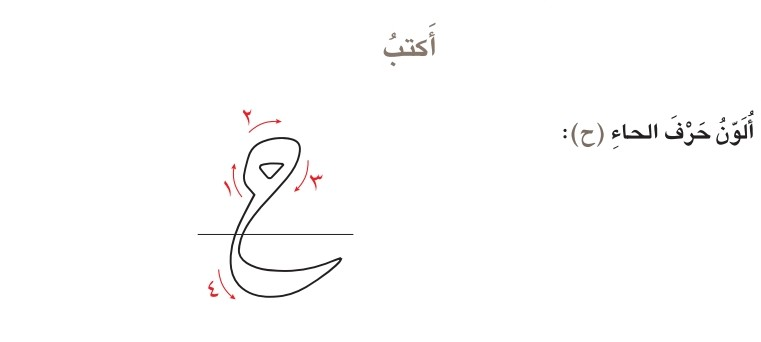 أَكتبُ
أُلَوِّنُ حَرْفَ الحاءِ (ح):
٢
١
٣
ح
٤